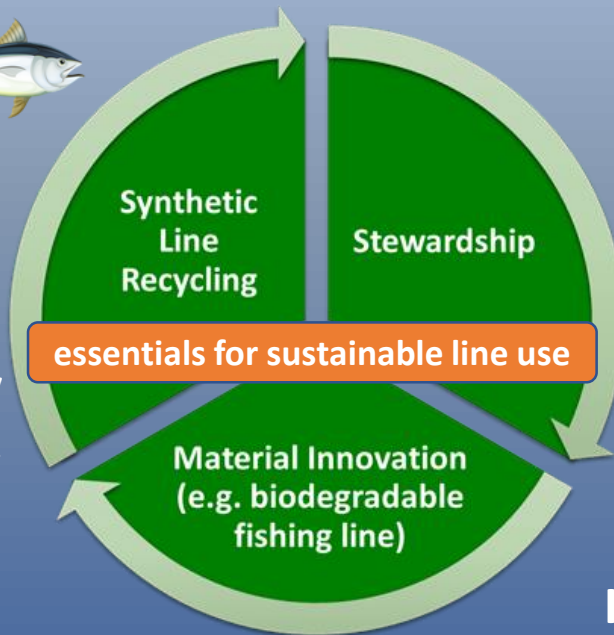 Synthetic
Line
Recycling
Stewardship
essentials for sustainable line use
Material Innovation
(e.g. biodegradable
fishing line)